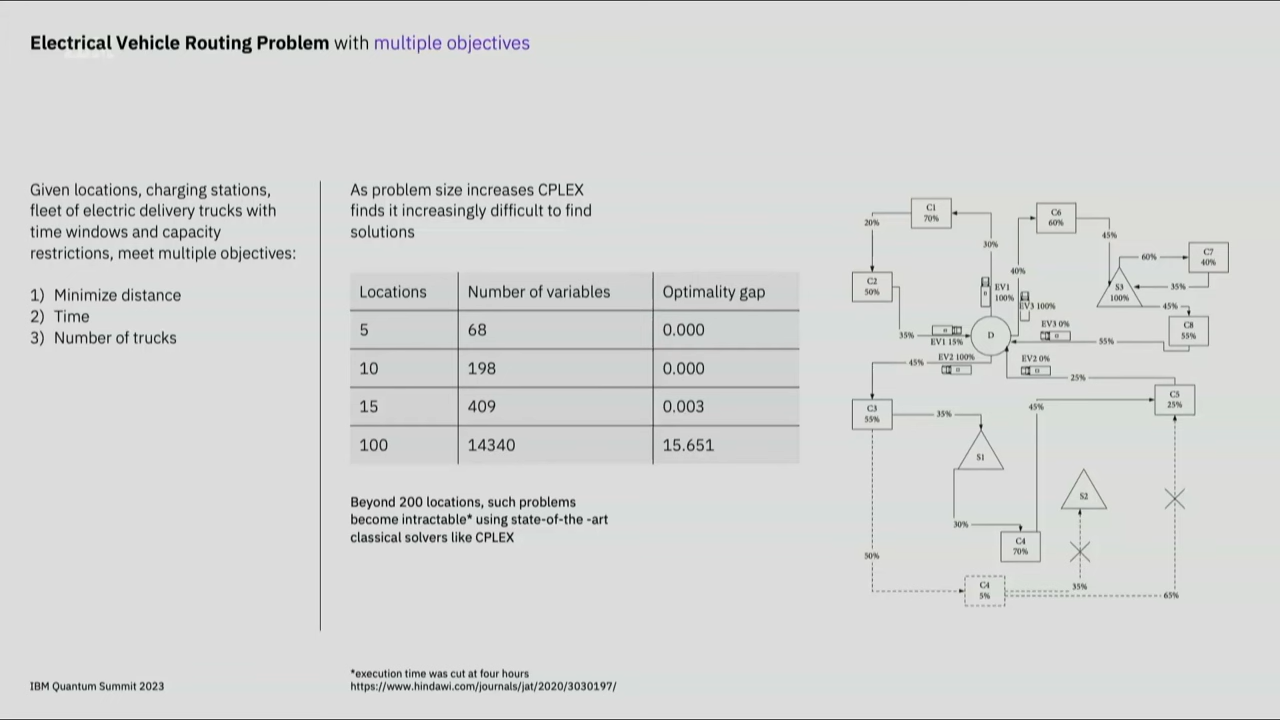 Electrical Vehicle Routing Problem with multiple objectives
Given locations, charging stations,
fleet of electric delivery trucks with
time windows and capacity
restrictions, meet multiple objectives:
1) Minimize distance
2) Time
3) Number of trucks
As problem size increases CPLEX
finds it increasingly difficult to find
solutions
Locations Number of variables Optimality gap
5 68 0.000
10 198 0.000
15 409 0.003
100 14340 15.651
Beyond 200 locations, such problems
become intractable* using state-of-the -art
classical solvers like CPLEX
C1
70%
20%
30%
C6
60%
45%
C7
40%
60%
40%
C2
50%
EV1
100%
S3
100%
35%
EV3 100%
45%
C8
55%
EV3 0%
D
35%
EV1 15%
55%
EV2 100%
EV2 0%
45%
25%
C5
25%
C3
55%
35%
45%
S1
S2
30%
C4
70%
50%
C4
5%
35%
65%
*execution time was cut at four hours
https://www.hindawi.com/journals/jat/2020/3030197/
IBM Quantum Summit 2023